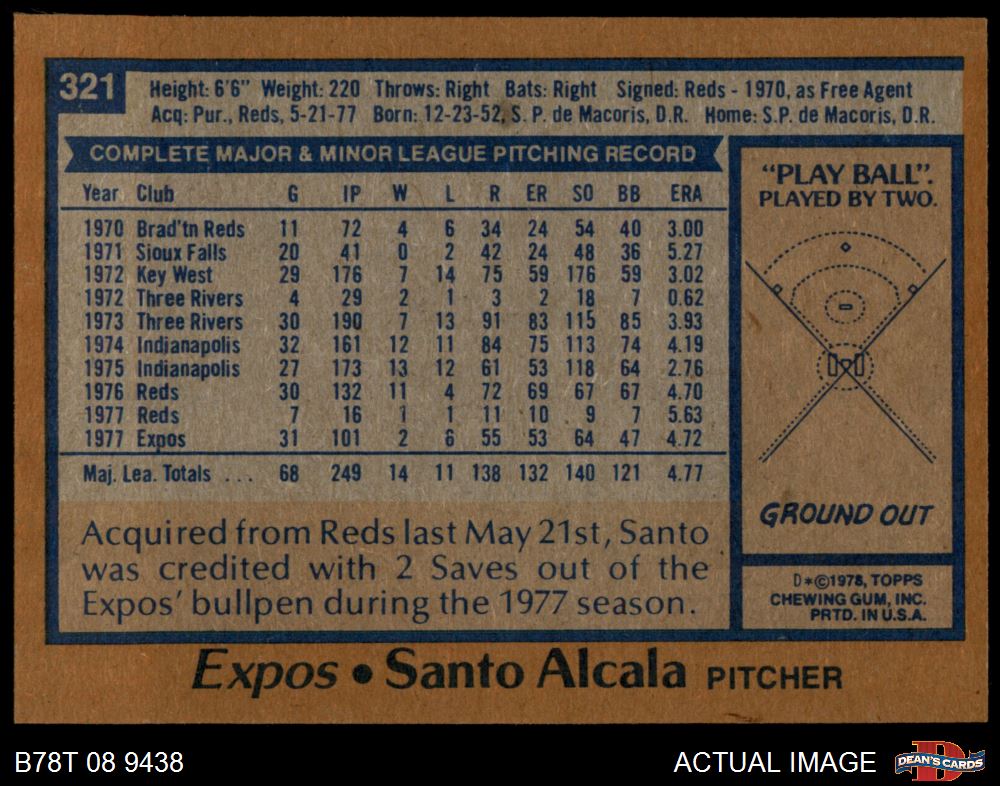 321
Height: 6'6" Weight: 220 Throws: Right Bats: Right Signed: Reds - 1970, as Free Agent
Acq: Pur., Reds, 5-21-77 Born: 12-23-52, S. P. de Macoris, D.R. Home: S.P. de Macoris, D.R.
COMPLETE MAJOR & MINOR LEAGUE PITCHING RECORD
Year Club G IP W L R ER SO BB ERA
1970 Brad'tn Reds 11 72 4 6 34 24 54 40 3.00
1971 Sioux Falls 20 41 0 2 42 24 48 36 5.27
1972 Key West 29 176 7 14 75 59 176 59 3.02
1972 Three Rivers 4 29 2 1 3 2 18 7 0.62
1973 Three Rivers 30 190 7 13 91 83 115 85 3.93
1974 Indianapolis 32 161 12 11 84 75 113 74 4.19
1975 Indianapolis 27 173 13 12 61 53 118 64 2.76
1976 Reds 30 132 11 4 72 69 67 67 4.70
1977 Reds 7 16 1 1 11 10 9 7 5.63
1977 Expos 31 101 2 6 55 53 64 47 4.72
Maj. Lea. Totals ... 68 249 14 11 138 132 140 121 4.77
Acquired from Reds last May 21st, Santo
was credited with 2 Saves out of the
Expos' bullpen during the 1977 season.
"PLAY BALL".
PLAYED BY TWO.
GROUND OUT
D*©1978, TOPPS
CHEWING GUM, INC.
PRTD. IN U.S.A.
Expos • Santo Alcala PITCHER
B78T 08 9438
ACTUAL IMAGE
D
DEAN'S CARDS